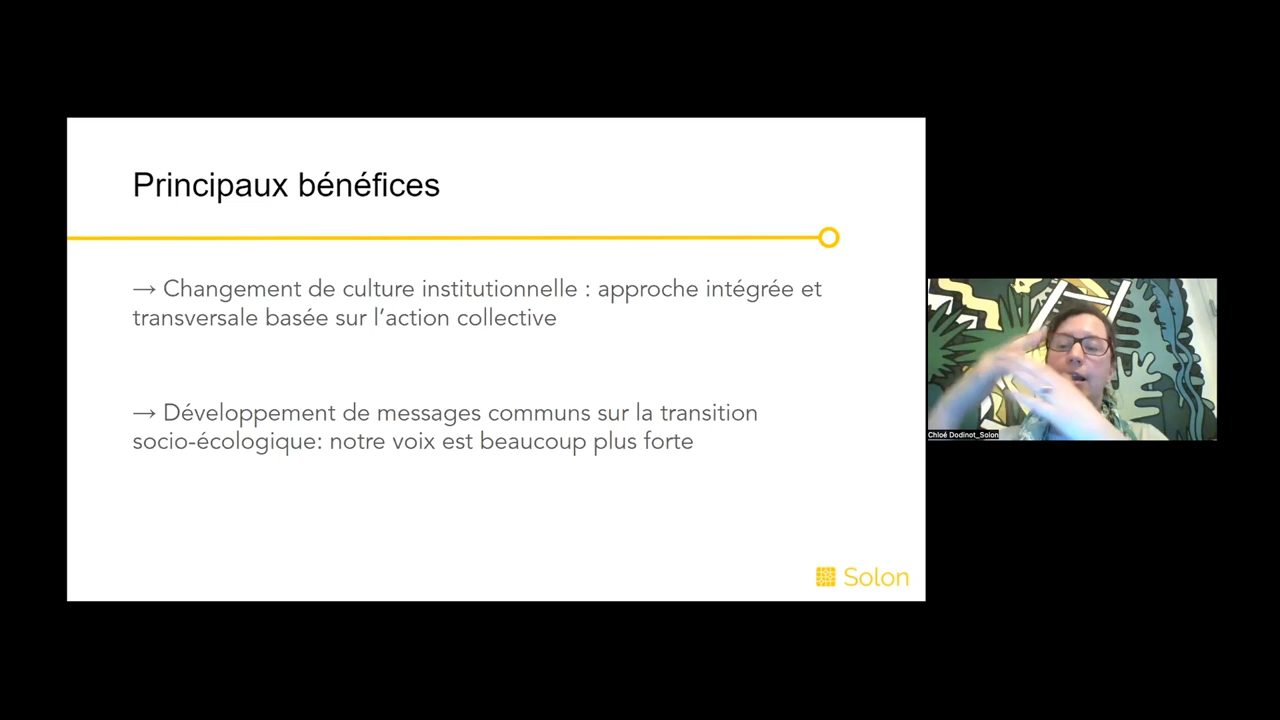 Principaux bénéfices
→ Changement de culture institutionnelle : approche intégrée et
transversale basée sur l’action collective
→ Développement de messages communs sur la transition
socio-écologique: notre voix est beaucoup plus forte
Solon
Chloé Dodinot_Solon